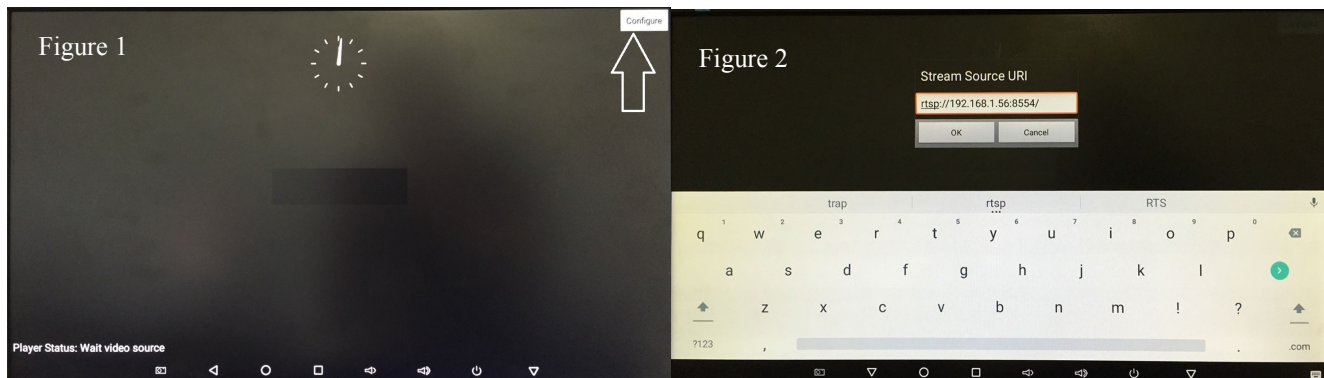 Figure 1
Configure
Player Status: Wait video source
Figure 2
Stream Source URI
rtsp://192.168.1.56:8554/
OK Cancel
trap rtsp RTS
1 2 3 4 5 6 7 8 9 0
q w e r t y u i o p
a s d f g h j k l
z x c v b n m ! ?
?123 , . .com